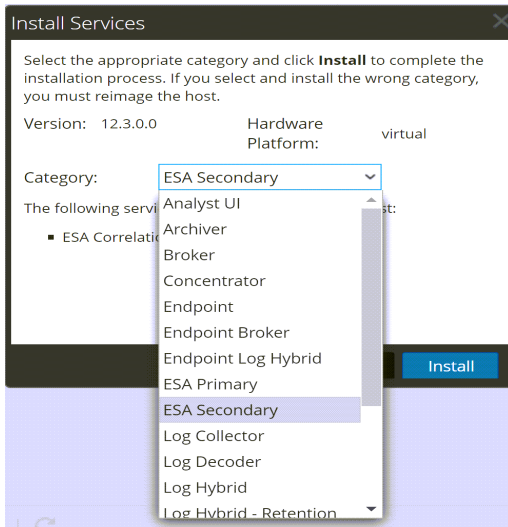 Install Services
Select the appropriate category and click Install to complete the
installation process. If you select and install the wrong category,
you must reimage the host.
Version: 12.3.0.0 Hardware Platform: virtual
Category: ESA Secondary
The following servi st:
ESA Correlatio
Analyst UI
Archiver
Broker
Concentrator
Endpoint
Endpoint Broker
Endpoint Log Hybrid
ESA Primary
ESA Secondary
Log Collector
Log Decoder
Log Hybrid
Log Hybrid - Retention
Install